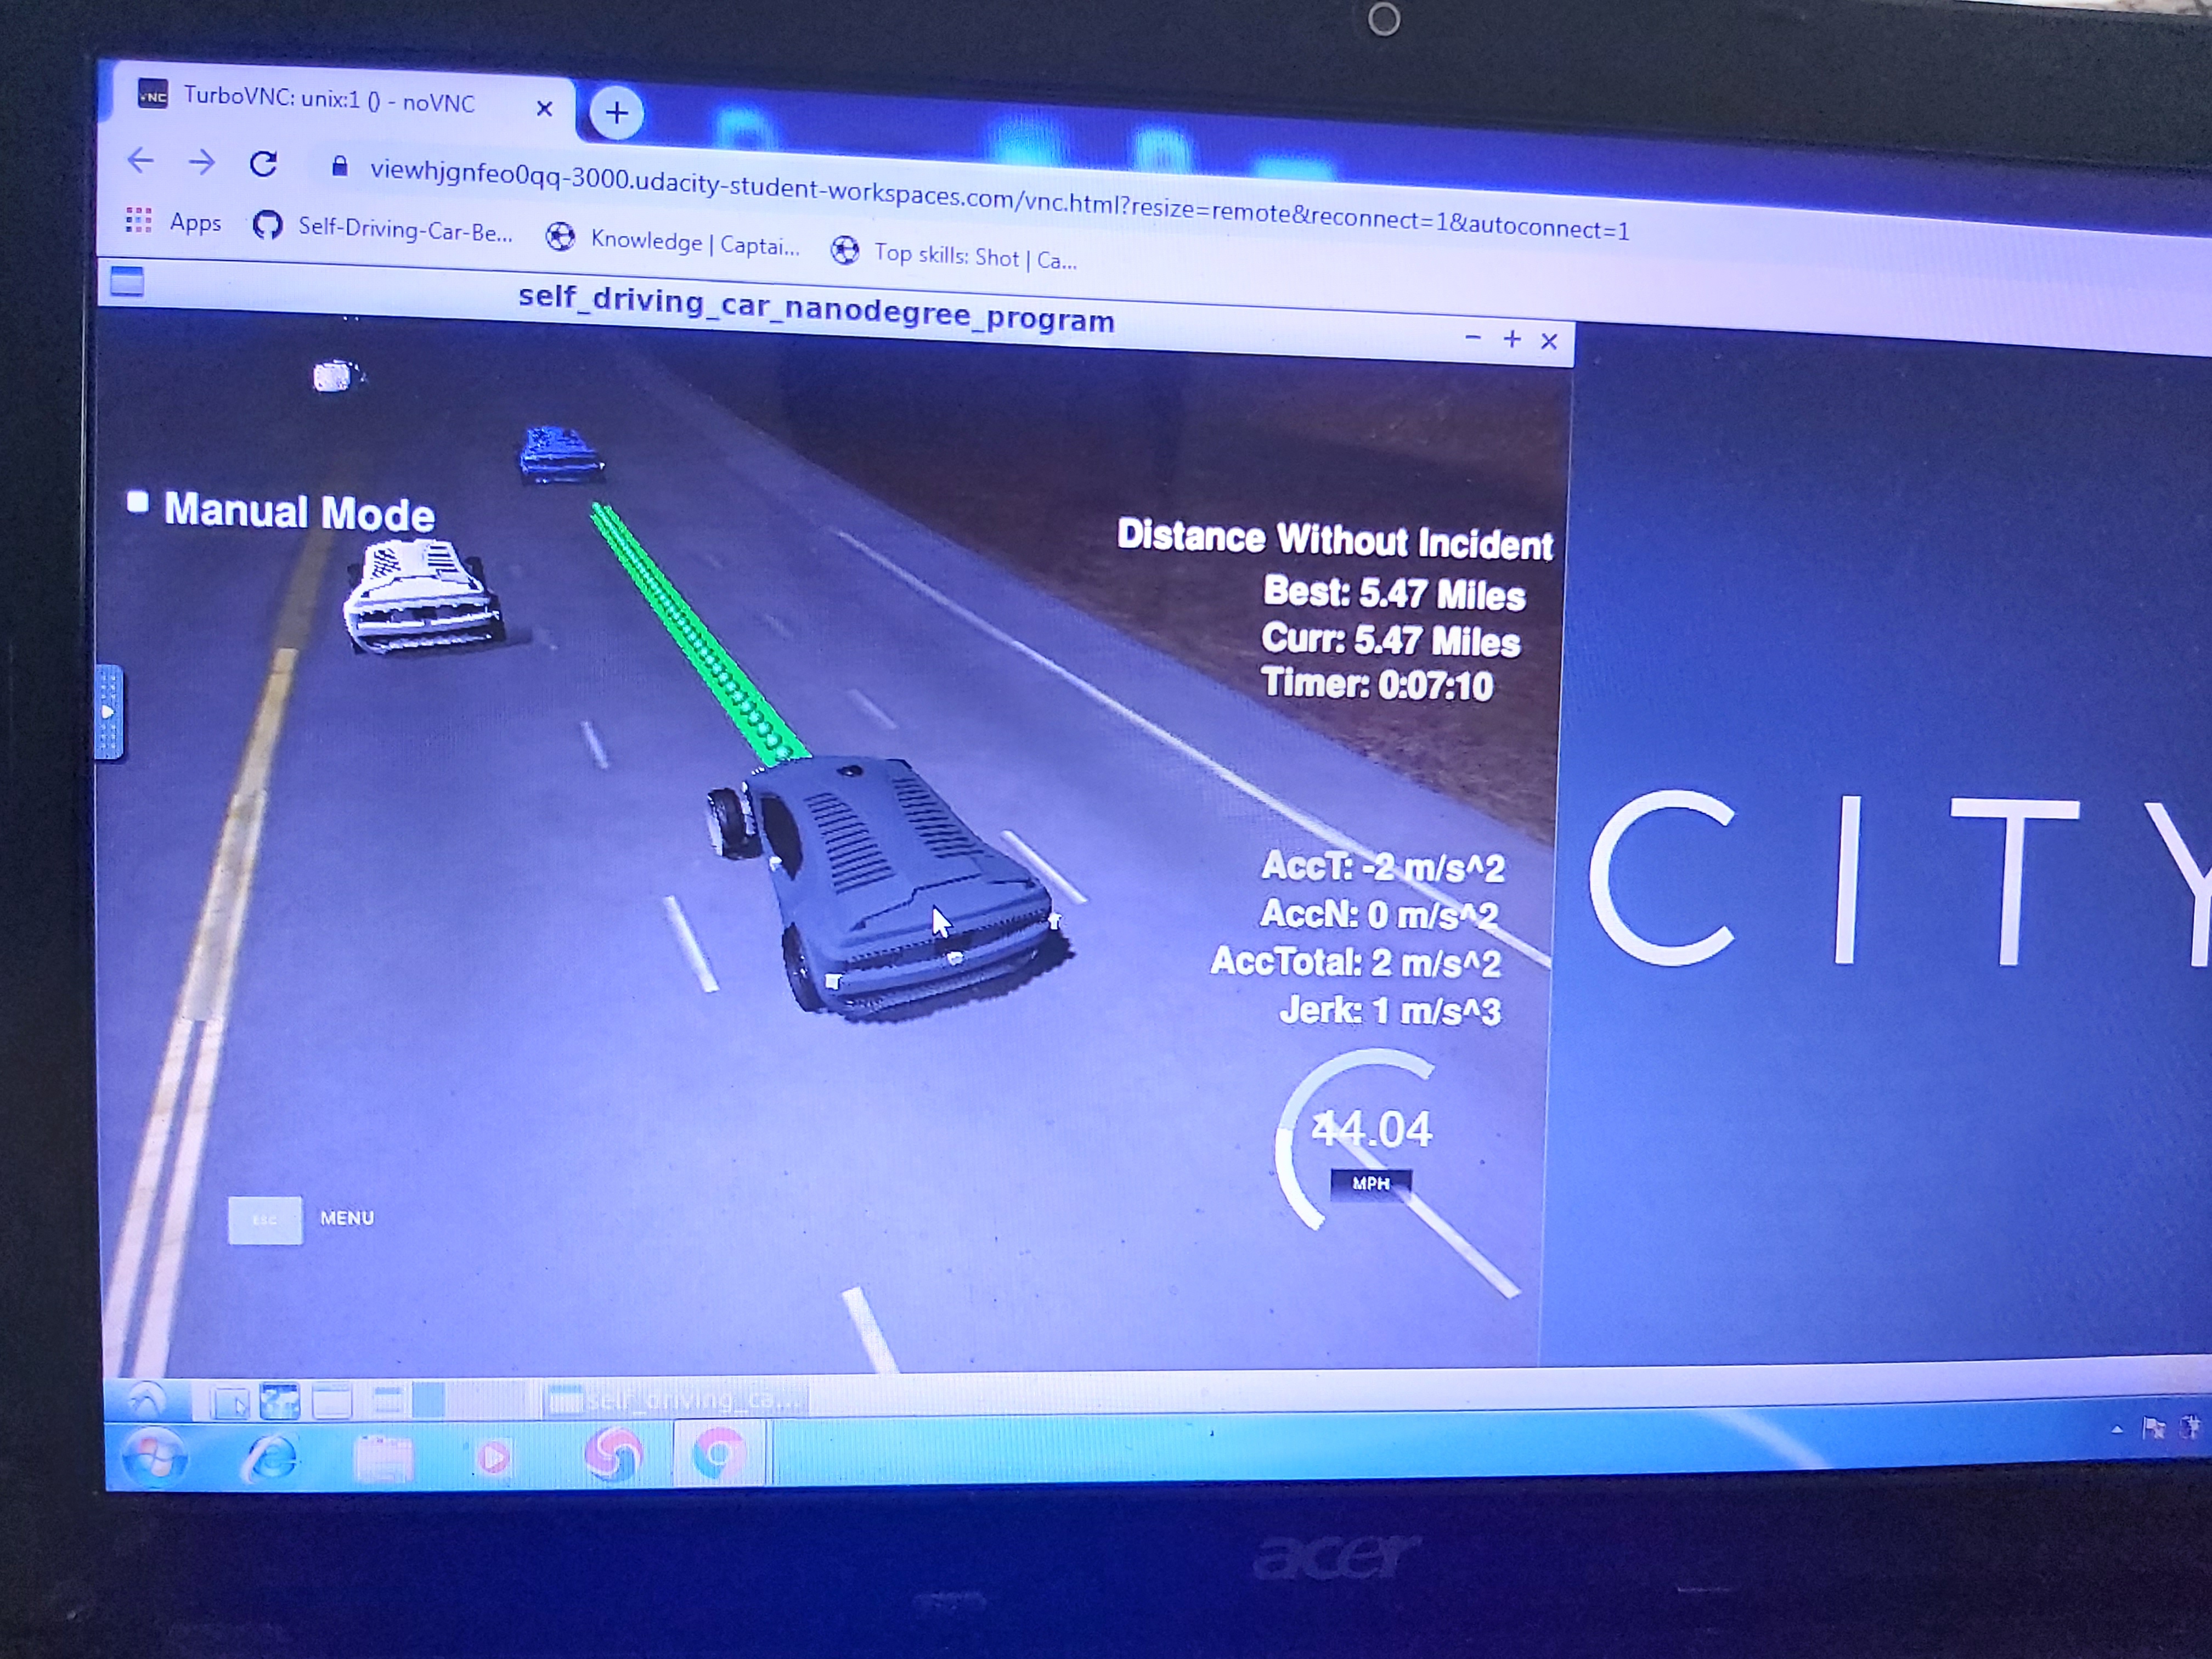 TurboVNC: unix:1 () - noVNC
viewhjgnfeo0qq-3000.udacity-student-workspaces.com/vnc.html?resize=remote&reconnect=1&autoconnect=1
Apps Self-Driving-Car-Be... Knowledge | Captai... Top skills: Shot | Ca...
self_driving_car_nanodegree_program
Manual Mode
Distance Without Incident
Best: 5.47 Miles
Curr: 5.47 Miles
Timer: 0:07:10
CITY
AccT: -2 m/s^2
AccN: 0 m/s^2
AccTotal: 2 m/s^2
Jerk: 1 m/s^3
44.04
MPH
ESC MENU
self_driving_ca...
acer